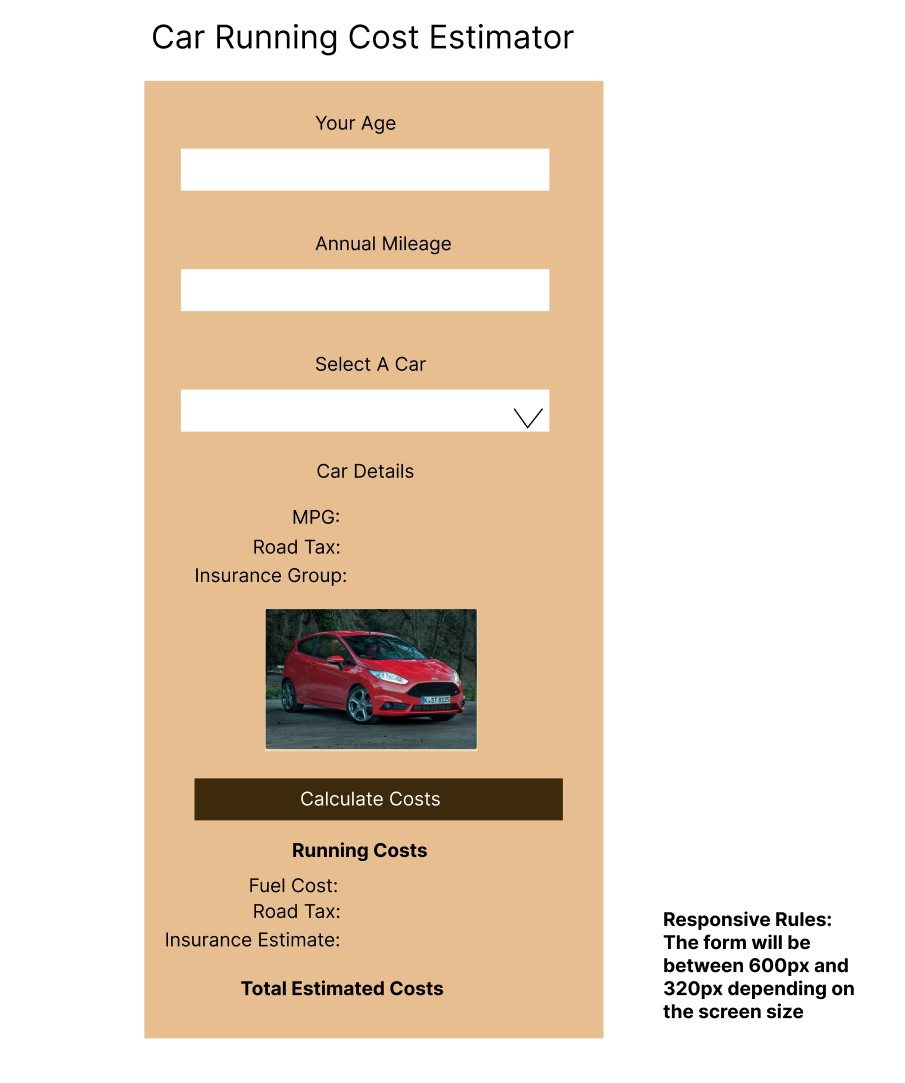 Car Running Cost Estimator
Your Age
Annual Mileage
Select A Car
Car Details
MPG:
Road Tax:
Insurance Group:
Calculate Costs
Running Costs
Fuel Cost:
Road Tax:
Insurance Estimate:
Total Estimated Costs
Responsive Rules:
The form will be
between 600px and
320px depending on
the screen size